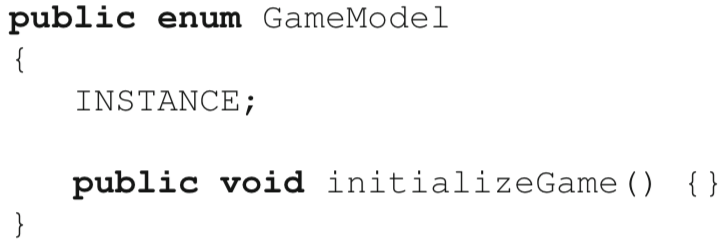 public enum GameModel
{
    INSTANCE;

    public void initializeGame() {}
}